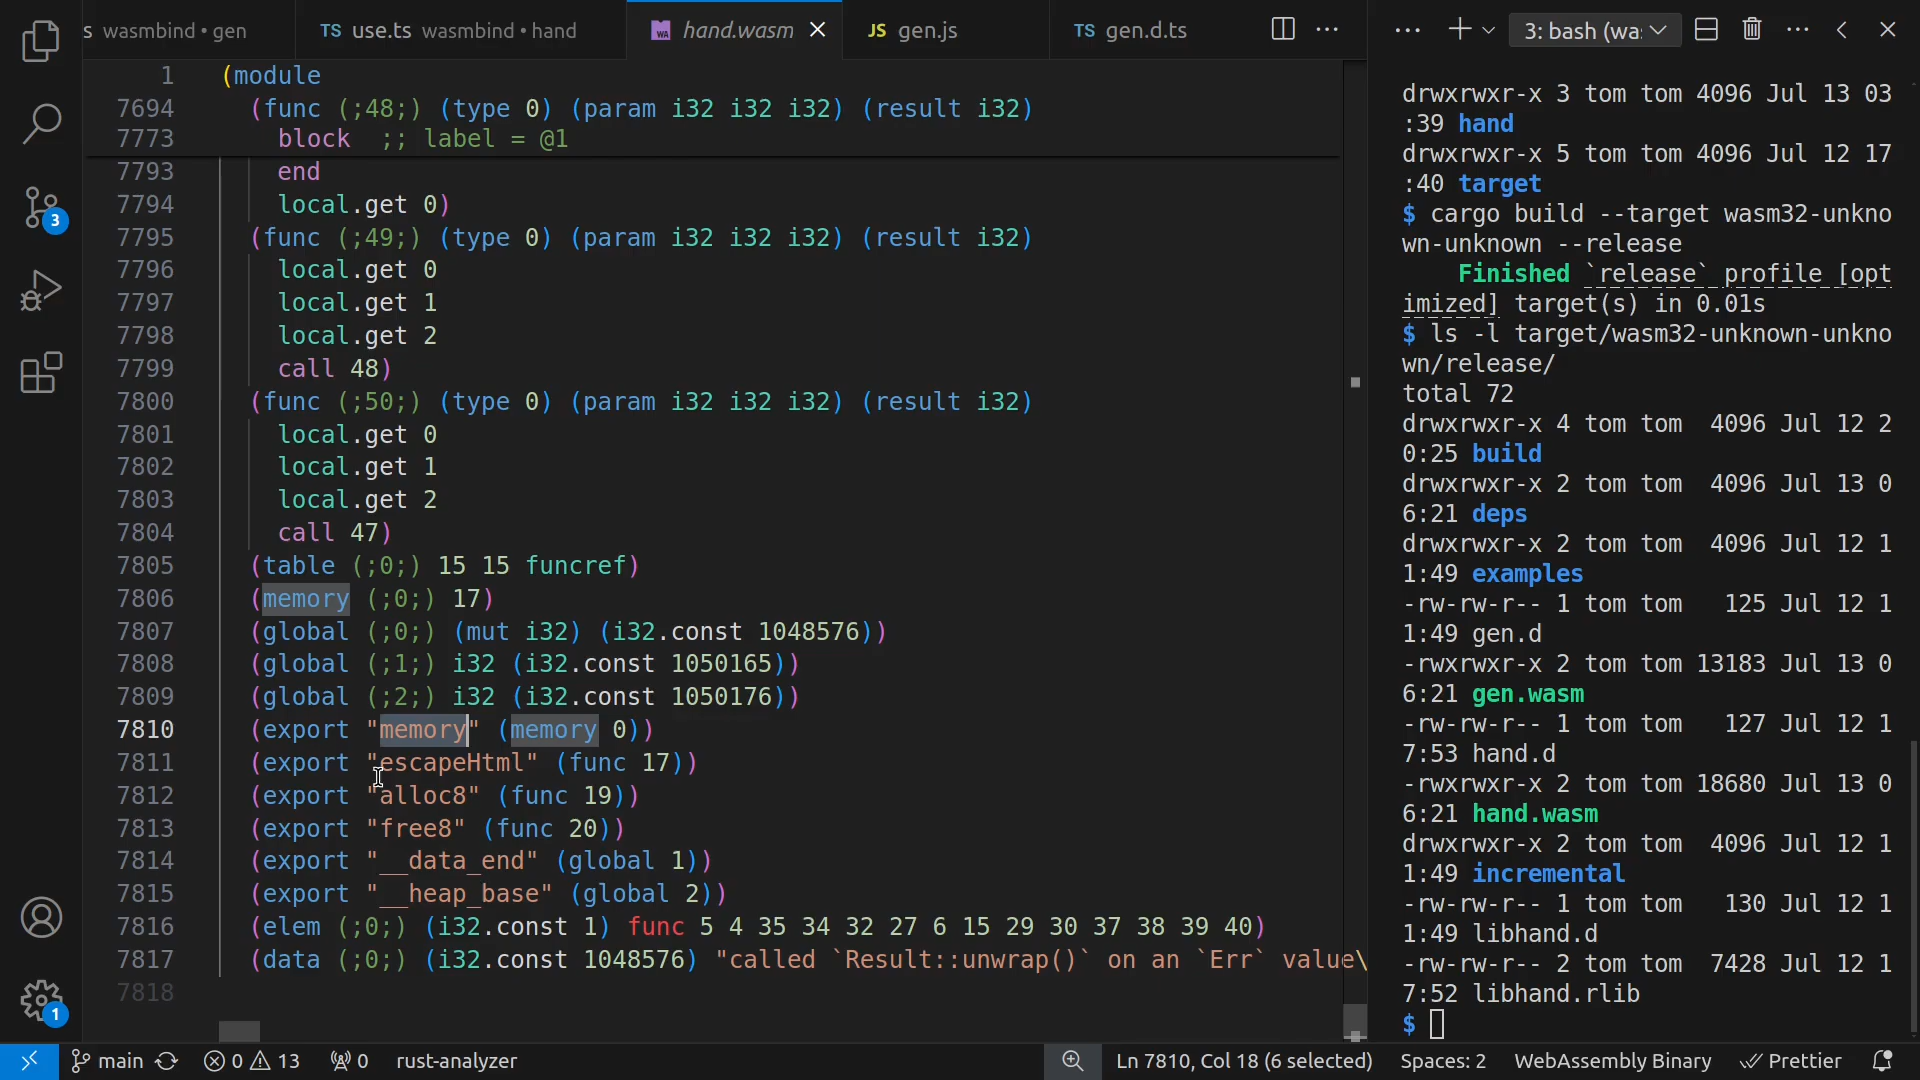 s wasmbind • gen
TS use.ts wasmbind • hand
WA hand.wasm
JS gen.js
TS gen.d.ts
3: bash (wa:
1 (module
7694 (func (;48;) (type 0) (param i32 i32 i32) (result i32)
7773 block ;; label = @1
7793 end
7794 local.get 0)
7795 (func (;49;) (type 0) (param i32 i32 i32) (result i32)
7796 local.get 0
7797 local.get 1
7798 local.get 2
7799 call 48)
7800 (func (;50;) (type 0) (param i32 i32 i32) (result i32)
7801 local.get 0
7802 local.get 1
7803 local.get 2
7804 call 47)
7805 (table (;0;) 15 15 funcref)
7806 (memory (;0;) 17)
7807 (global (;0;) (mut i32) (i32.const 1048576))
7808 (global (;1;) i32 (i32.const 1050165))
7809 (global (;2;) i32 (i32.const 1050176))
7810 (export "memory" (memory 0))
7811 (export "escapeHtml" (func 17))
7812 (export "alloc8" (func 19))
7813 (export "free8" (func 20))
7814 (export "__data_end" (global 1))
7815 (export "__heap_base" (global 2))
7816 (elem (;0;) (i32.const 1) func 5 4 35 34 32 27 6 15 29 30 37 38 39 40)
7817 (data (;0;) (i32.const 1048576) "called `Result::unwrap()` on an `Err` value\
7818
drwxrwxr-x 3 tom tom 4096 Jul 13 03
:39 hand
drwxrwxr-x 5 tom tom 4096 Jul 12 17
:40 target
$ cargo build --target wasm32-unkno
wn-unknown --release
Finished `release` profile [opt
imized] target(s) in 0.01s
$ ls -l target/wasm32-unknown-unkno
wn/release/
total 72
drwxrwxr-x 4 tom tom 4096 Jul 12 2
0:25 build
drwxrwxr-x 2 tom tom 4096 Jul 13 0
6:21 deps
drwxrwxr-x 2 tom tom 4096 Jul 12 1
1:49 examples
-rw-rw-r-- 1 tom tom 125 Jul 12 1
1:49 gen.d
-rwxrwxr-x 2 tom tom 13183 Jul 13 0
6:21 gen.wasm
-rw-rw-r-- 1 tom tom 127 Jul 12 1
7:53 hand.d
-rwxrwxr-x 2 tom tom 18680 Jul 13 0
6:21 hand.wasm
drwxrwxr-x 2 tom tom 4096 Jul 12 1
1:49 incremental
-rw-rw-r-- 1 tom tom 130 Jul 12 1
1:49 libhand.d
-rw-rw-r-- 2 tom tom 7428 Jul 12 1
7:52 libhand.rlib
$
3
1
main
0 13
0
rust-analyzer
Ln 7810, Col 18 (6 selected)
Spaces: 2
WebAssembly Binary
Prettier